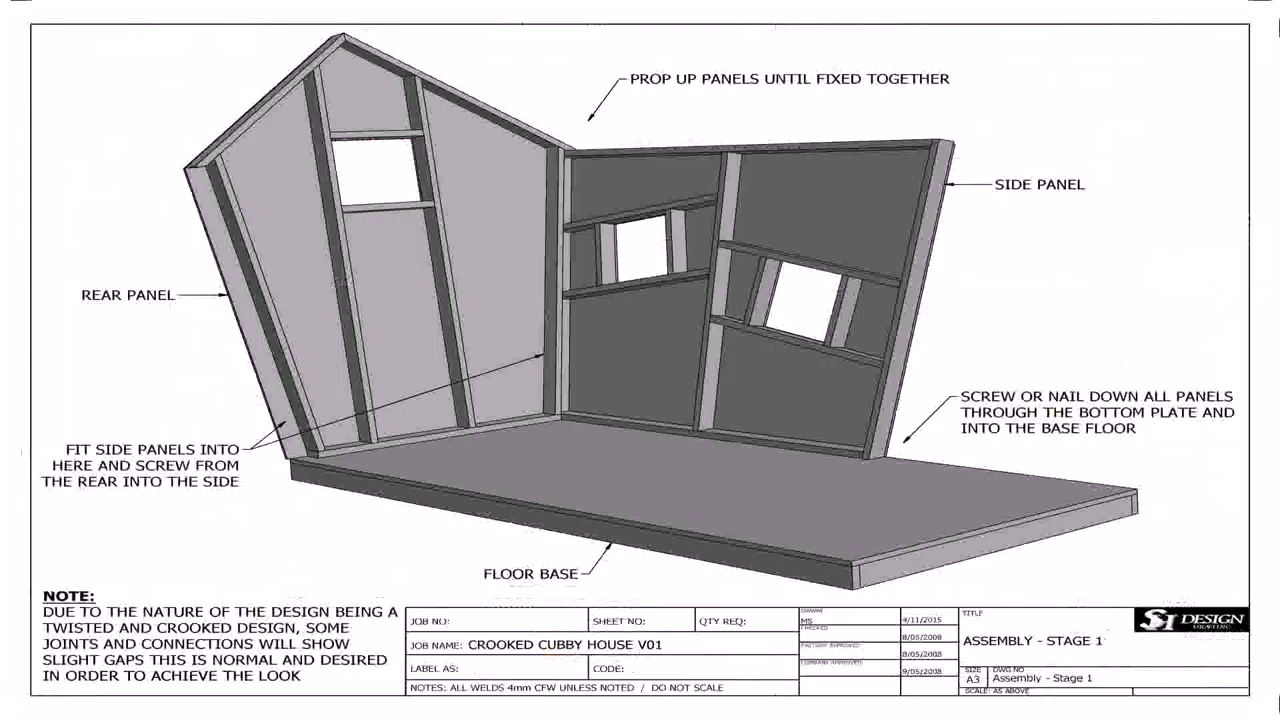 PROP UP PANELS UNTIL FIXED TOGETHER
SIDE PANEL
REAR PANEL
SCREW OR NAIL DOWN ALL PANELS
THROUGH THE BOTTOM PLATE AND
INTO THE BASE FLOOR
FIT SIDE PANELS INTO
HERE AND SCREW FROM
THE REAR INTO THE SIDE
FLOOR BASE
NOTE:
DUE TO THE NATURE OF THE DESIGN BEING A
TWISTED AND CROOKED DESIGN, SOME
JOINTS AND CONNECTIONS WILL SHOW
SLIGHT GAPS THIS IS NORMAL AND DESIRED
IN ORDER TO ACHIEVE THE LOOK
JOB NO: SHEET NO: QTY REQ:
JOB NAME: CROOKED CUBBY HOUSE V01
LABEL AS: CODE:
NOTES: ALL WELDS 4mm CFW UNLESS NOTED / DO NOT SCALE
DRAWN
MS 4/11/2015
CHECKED 8/05/2008
FACTORY APPROVED 8/05/2008
COMPANY APPROVED 9/05/2008
TITLE
ASSEMBLY - STAGE 1
DESIGN
DRAFTING
SIZE DWG NO
A3 Assembly - Stage 1
SCALE: AS ABOVE